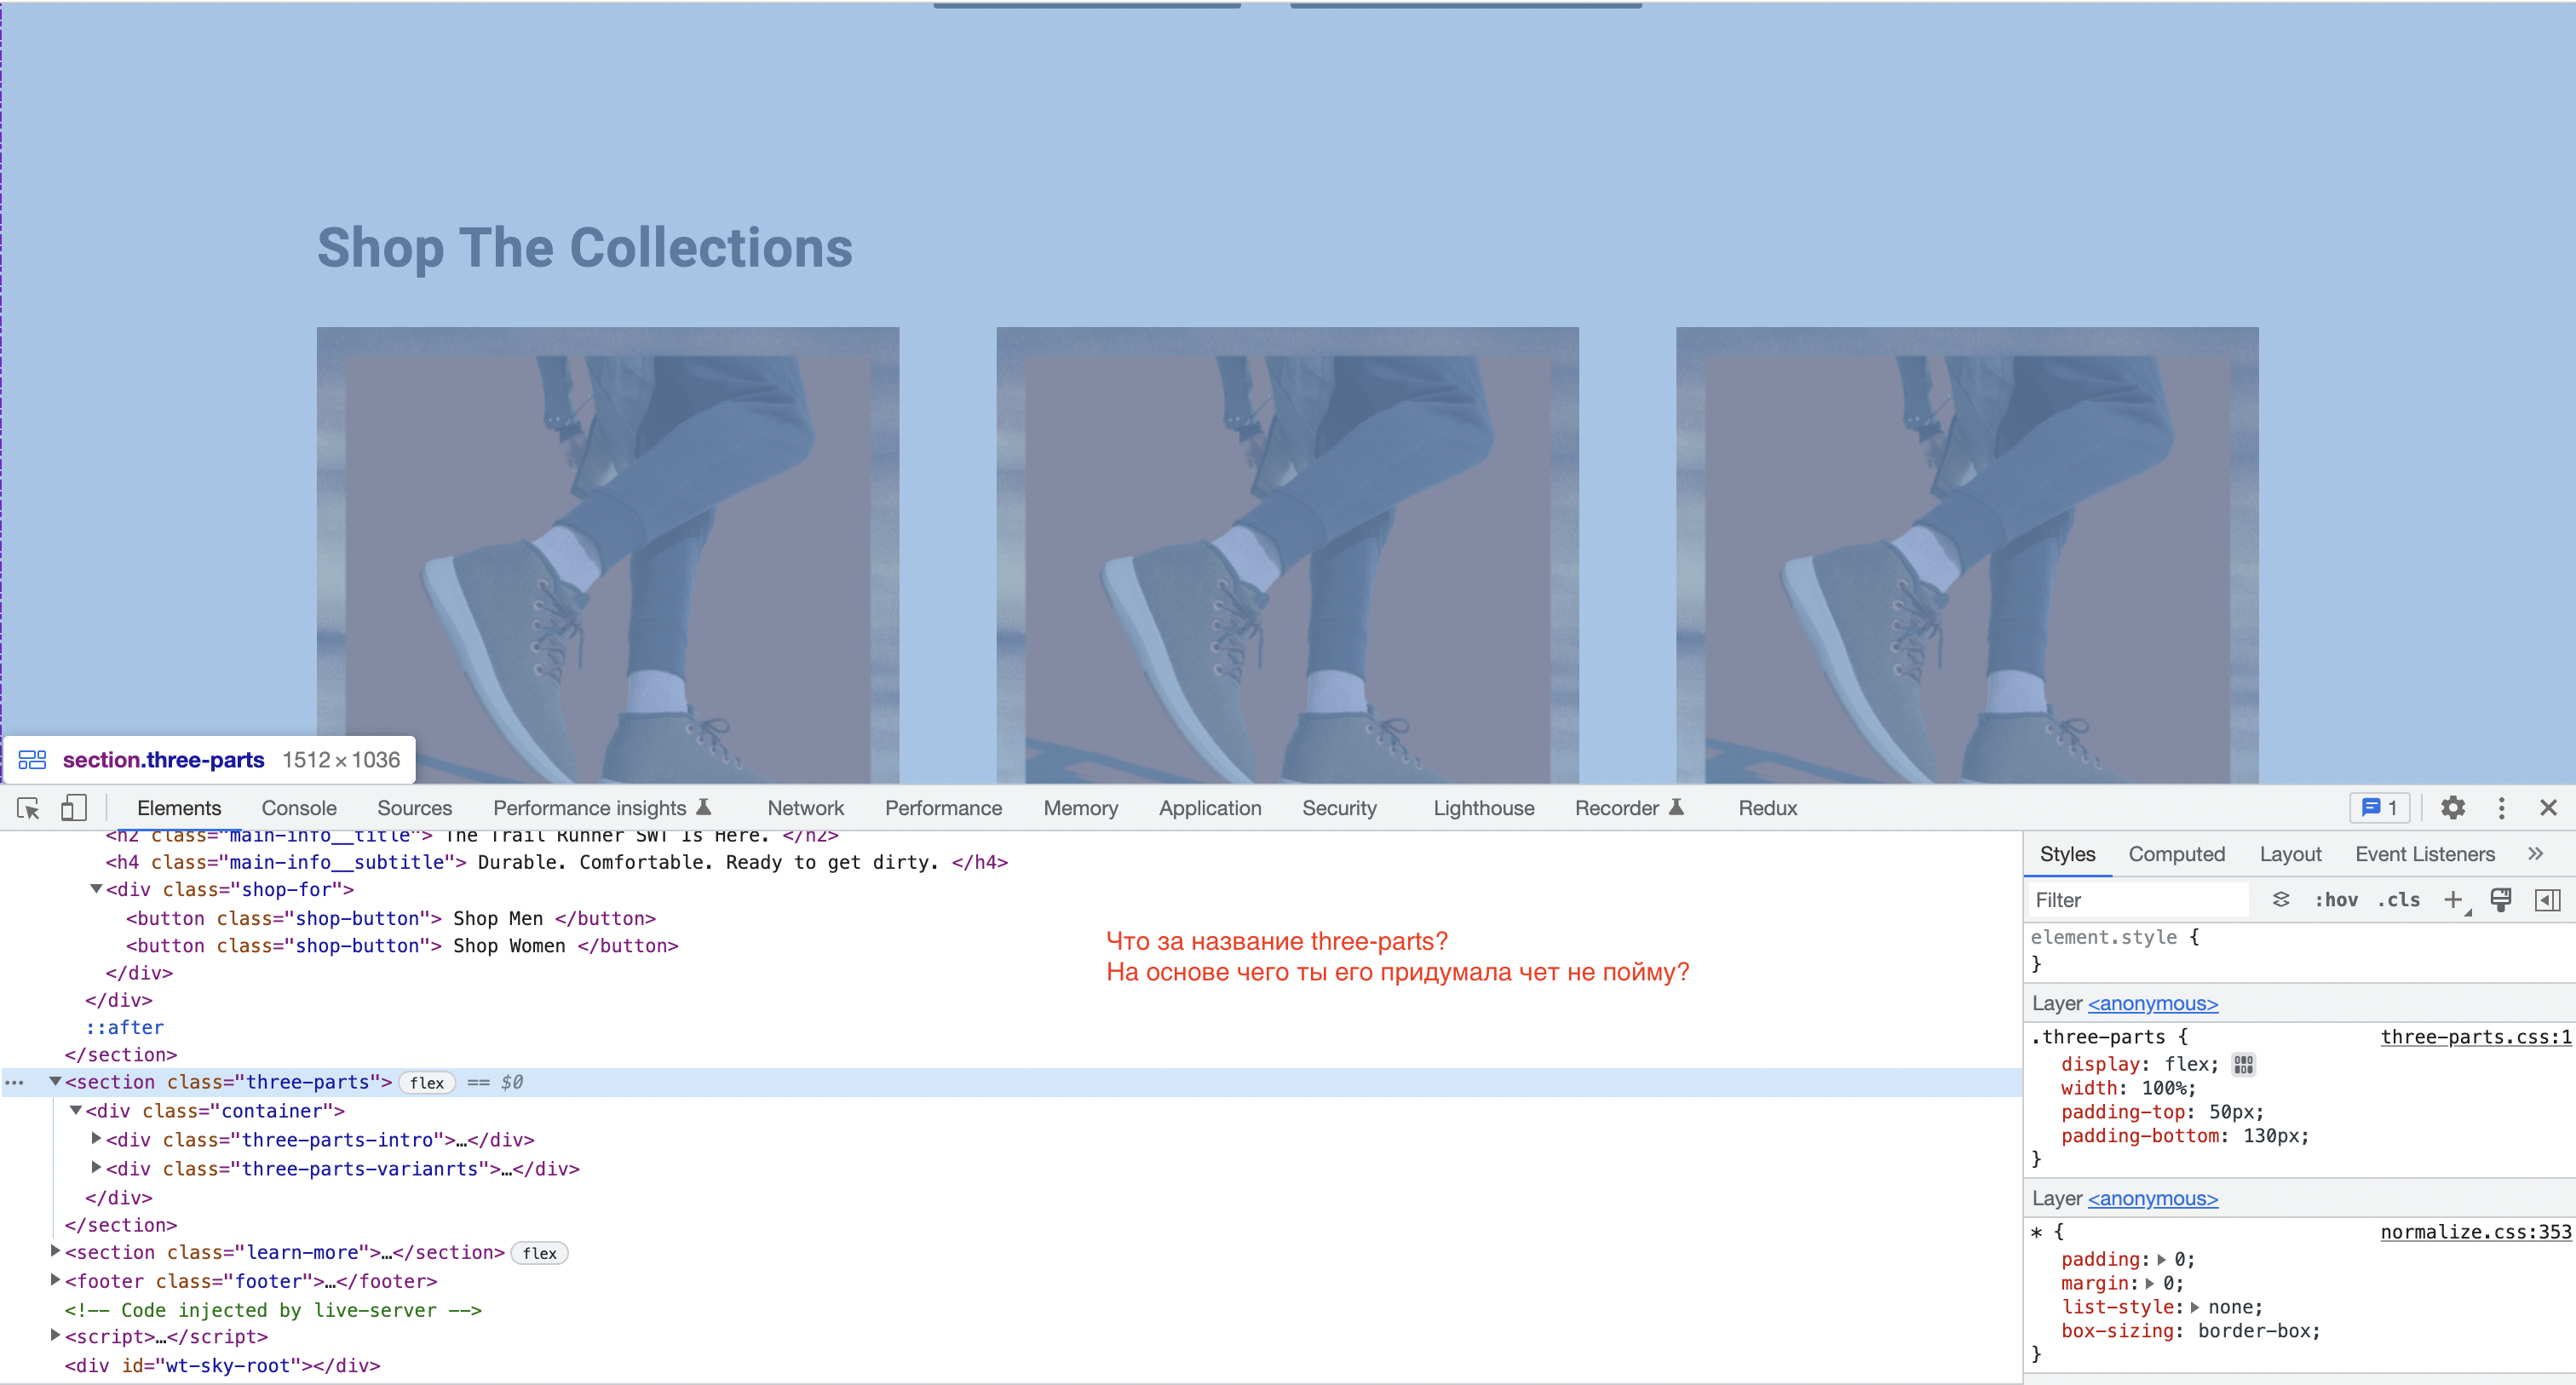 Shop The Collections
section.three-parts 1512 × 1036
Elements Console Sources Performance insights Network Performance Memory Application Security Lighthouse Recorder Redux 1
<h2 class="main-info__title"> The Trail Runner SWT Is Here. </h2>
<h4 class="main-info__subtitle"> Durable. Comfortable. Ready to get dirty. </h4>
<div class="shop-for">
<button class="shop-button"> Shop Men </button>
<button class="shop-button"> Shop Women </button>
</div>
</div>
::after
</section>
<section class="three-parts"> flex == $0
<div class="container">
<div class="three-parts-intro">…</div>
<div class="three-parts-varianrts">…</div>
</div>
</section>
<section class="learn-more">…</section> flex
<footer class="footer">…</footer>
<!-- Code injected by live-server -->
<script>…</script>
<div id="wt-sky-root"></div>
Что за название three-parts?
На основе чего ты его придумала чет не пойму?
Styles Computed Layout Event Listeners
Filter :hov .cls
element.style {
}
Layer <anonymous>
.three-parts { three-parts.css:1
display: flex;
width: 100%;
padding-top: 50px;
padding-bottom: 130px;
}
Layer <anonymous>
* { normalize.css:353
padding: 0;
margin: 0;
list-style: none;
box-sizing: border-box;
}